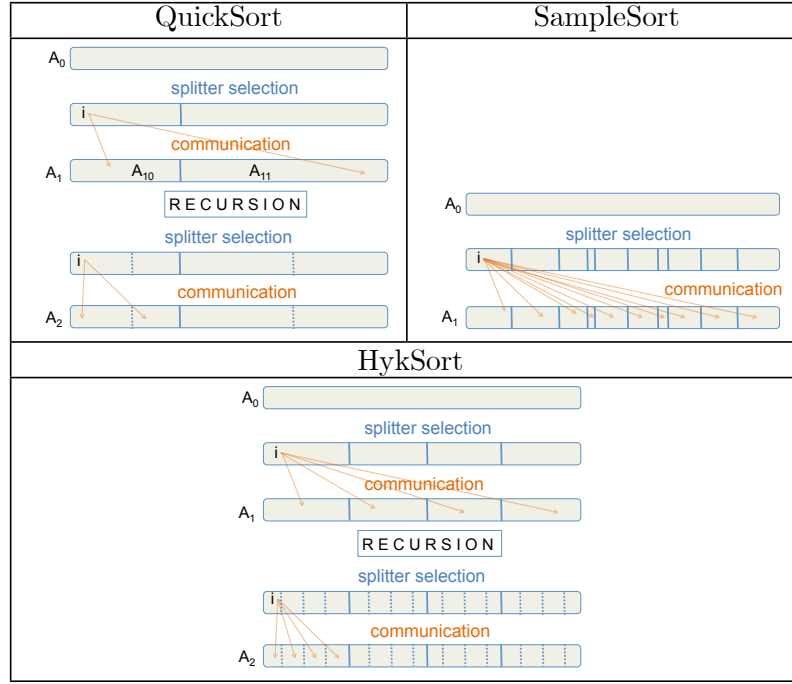 QuickSort
A0
splitter selection
i
communication
A1 A10 A11
RECURSION
splitter selection
i
communication
A2
SampleSort
A0
splitter selection
i
communication
A1
HykSort
A0
splitter selection
i
communication
A1
RECURSION
splitter selection
i
communication
A2